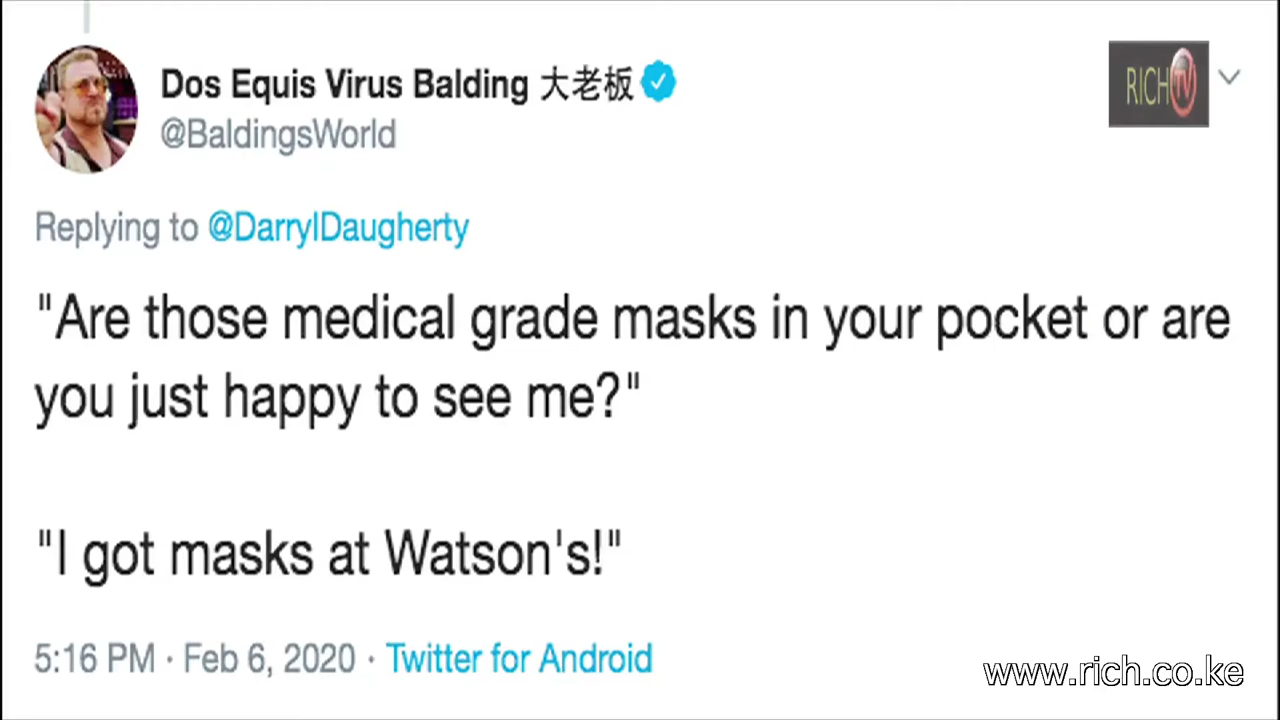 Dos Equis Virus Balding 大老板
@BaldingsWorld
RICH TV
Replying to @DarrylDaugherty
"Are those medical grade masks in your pocket or are
you just happy to see me?"
"I got masks at Watson's!"
5:16 PM · Feb 6, 2020 · Twitter for Android
www.rich.co.ke